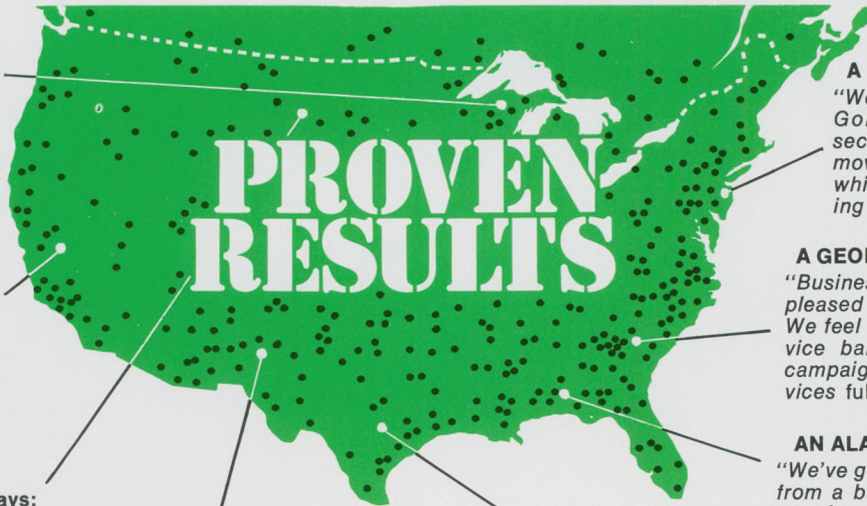 PROVEN
RESULTS
A
"We
Gol
sec
mov
whi
ing
A GEOR
"Busines
pleased
We feel
vice ba
campaig
vices ful
AN ALA
"We've g
from a b
ays: